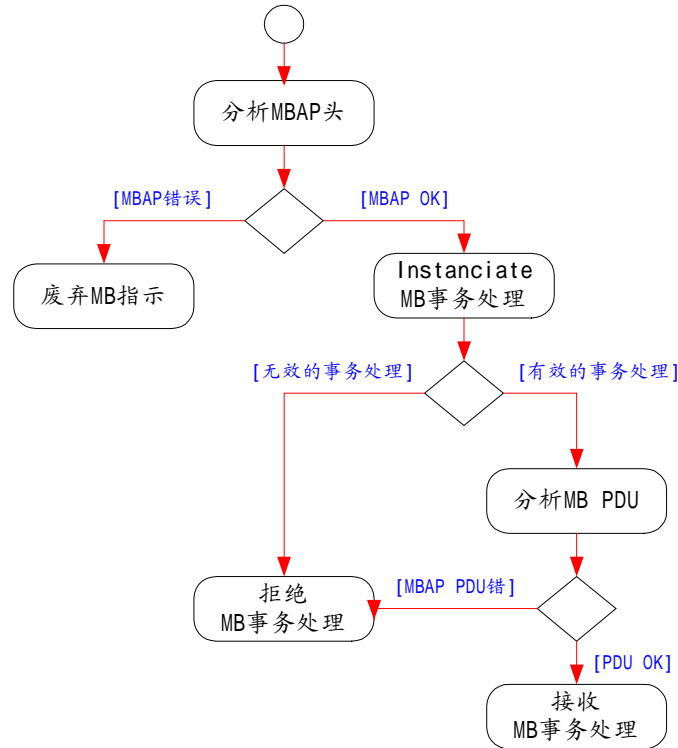 分析MBAP头
[MBAP错误]
[MBAP OK]
废弃MB指示
Instanciate
MB事务处理
[无效的事务处理]
[有效的事务处理]
分析MB PDU
拒绝
MB事务处理
[MBAP PDU错]
[PDU OK]
接收
MB事务处理